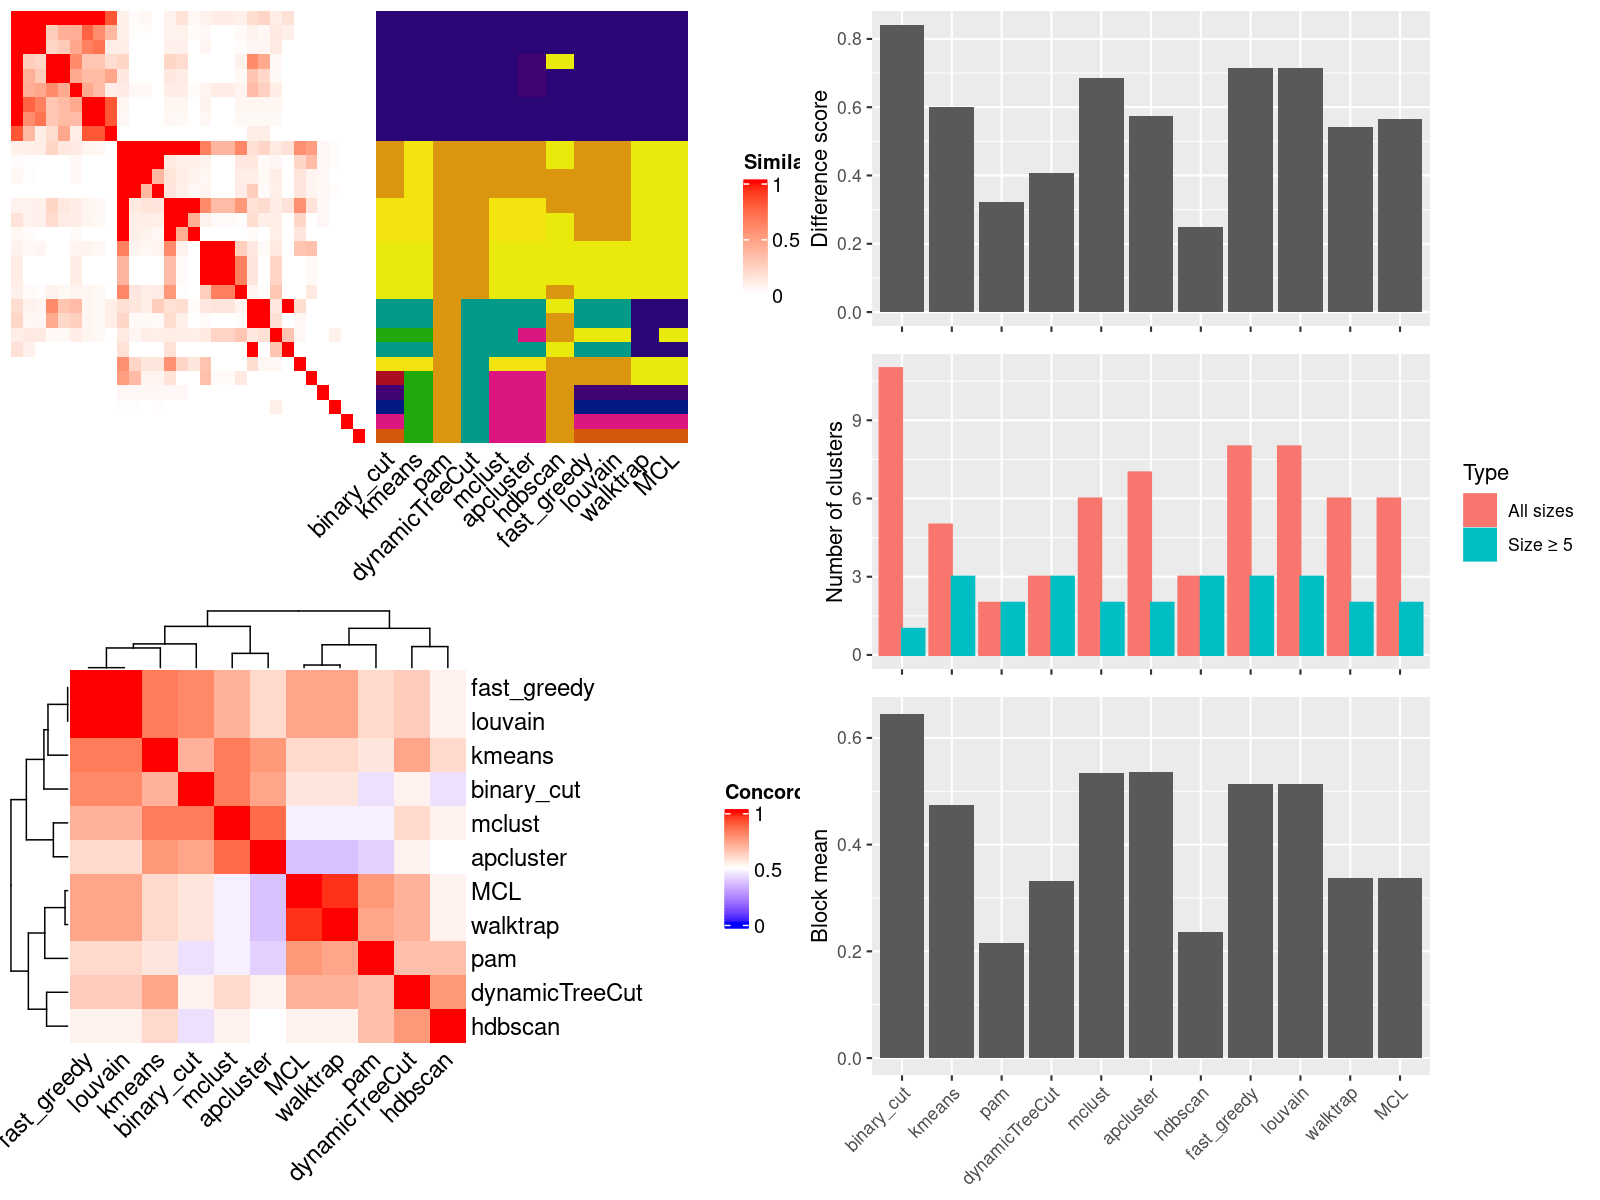 Simila
1
0.5
0
binary_cut
kmeans
pam
dynamicTreeCut
mclust
apcluster
hdbscan
fast_greedy
louvain
walktrap
MCL
fast_greedy
louvain
kmeans
binary_cut
mclust
apcluster
MCL
walktrap
pam
dynamicTreeCut
hdbscan
fast_greedy
louvain
kmeans
binary_cut
mclust
apcluster
MCL
walktrap
pam
dynamicTreeCut
hdbscan
Concord
1
0.5
0
Difference score
0.8
0.6
0.4
0.2
0.0
Number of clusters
9
6
3
0
Type
All sizes
Size ≥ 5
Block mean
0.6
0.4
0.2
0.0
binary_cut
kmeans
pam
dynamicTreeCut
mclust
apcluster
hdbscan
fast_greedy
louvain
walktrap
MCL